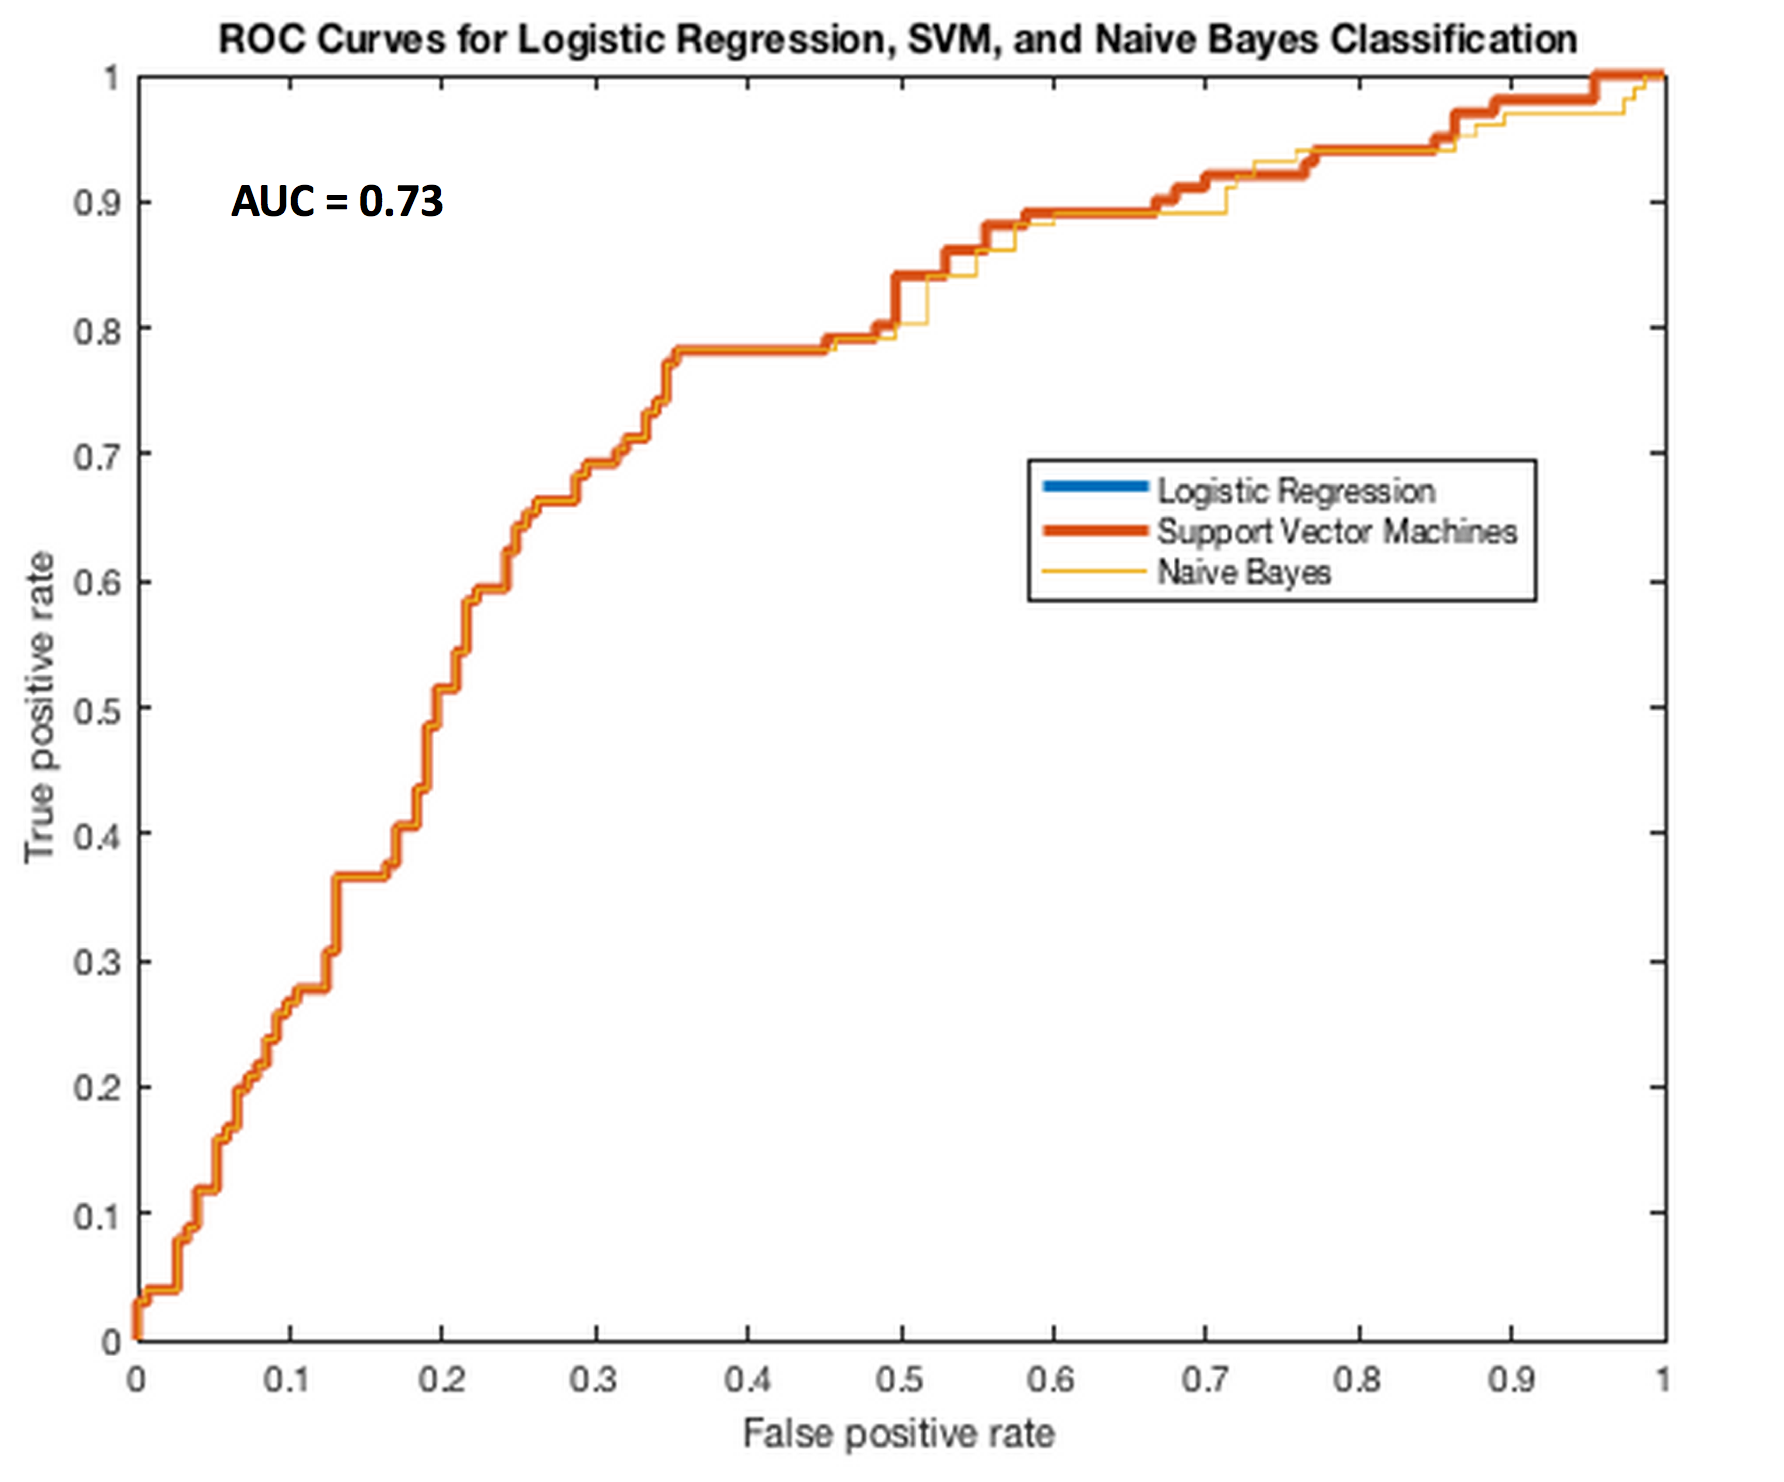 ROC Curves for Logistic Regression, SVM, and Naive Bayes Classification
AUC = 0.73
1
0.9
0.8
0.7
0.6
0.5
0.4
0.3
0.2
0.1
0
True positive rate
Logistic Regression
Support Vector Machines
Naive Bayes
0 0.1 0.2 0.3 0.4 0.5 0.6 0.7 0.8 0.9 1
False positive rate